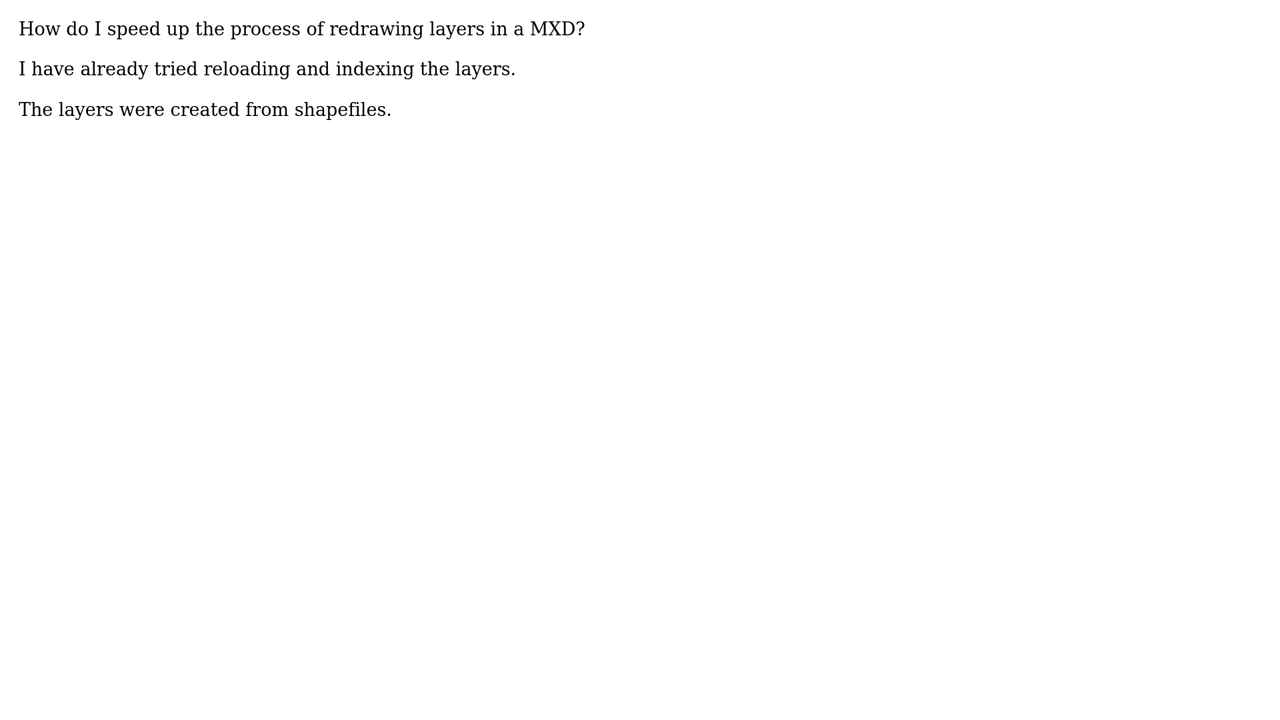 How do I speed up the process of redrawing layers in a MXD?
I have already tried reloading and indexing the layers.
The layers were created from shapefiles.